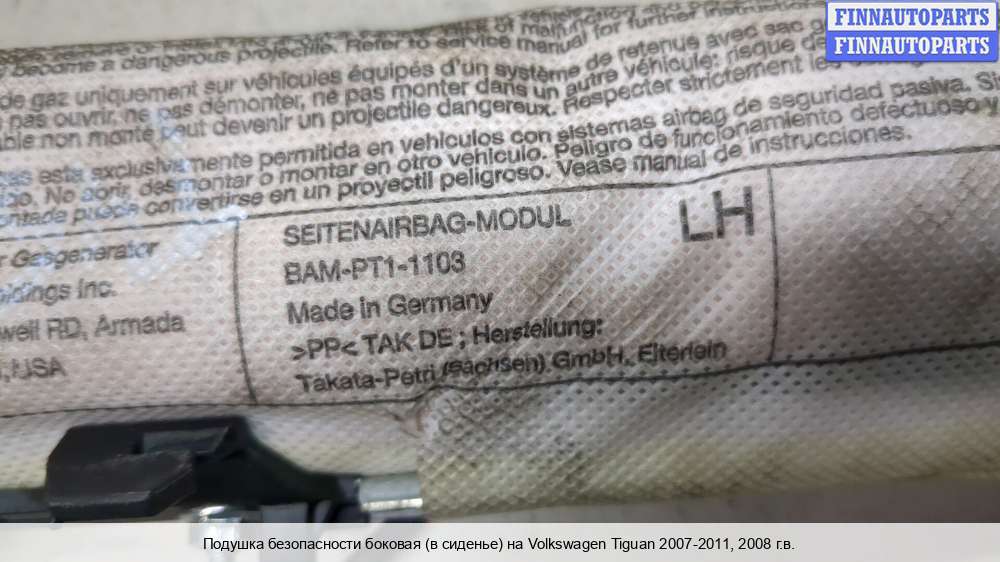 FINNAUTOPARTS
FINNAUTOPARTS
become a dangerous projectile. Refer to service manual for further
de gaz uniquement sur véhicules équipés d'un système de retenue avec sac
pas ouvrir, ne pas démonter, ne pas monter dans un autre véhicule: risque de
non monté peut devenir un projectile dangereux. Respecter strictement
esta exclusivamente permitida en vehículos con sistemas airbag de seguridad pasiva.
No abrir desmontar o montar en otro vehículo. Peligro de funcionamiento defectuoso y
puede convertirse en un proyectil peligroso. Vease manual de instrucciones.
Gasgenerator
oldings Inc.
well RD, Armada
USA
SEITENAIRBAG-MODUL
LH
BAM-PT1-1103
Made in Germany
>PP< TAK DE ; Herstellung:
Takata-Petri (Sachsen) GmbH, Elterlein
Подушка безопасности боковая (в сиденье) на Volkswagen Tiguan 2007-2011, 2008 г.в.